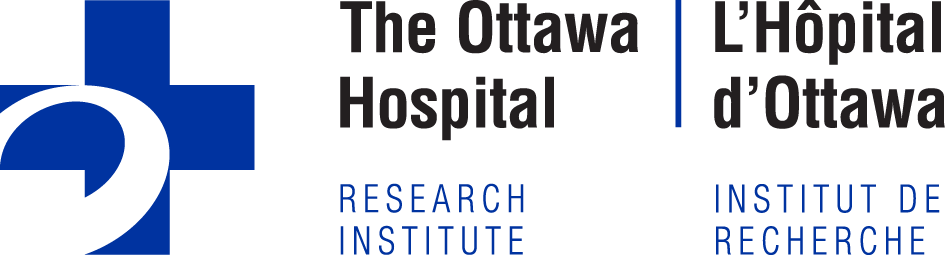 The Ottawa
Hospital
RESEARCH
INSTITUTE
L’Hôpital
d’Ottawa
INSTITUT DE
RECHERCHE